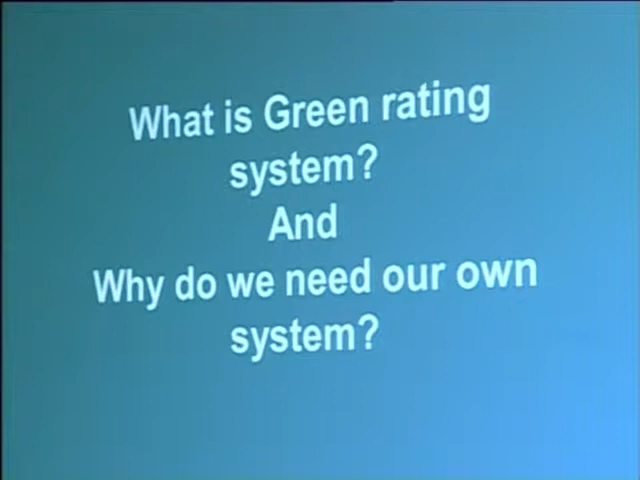 What is Green rating
system?
And
Why do we need our own
system?